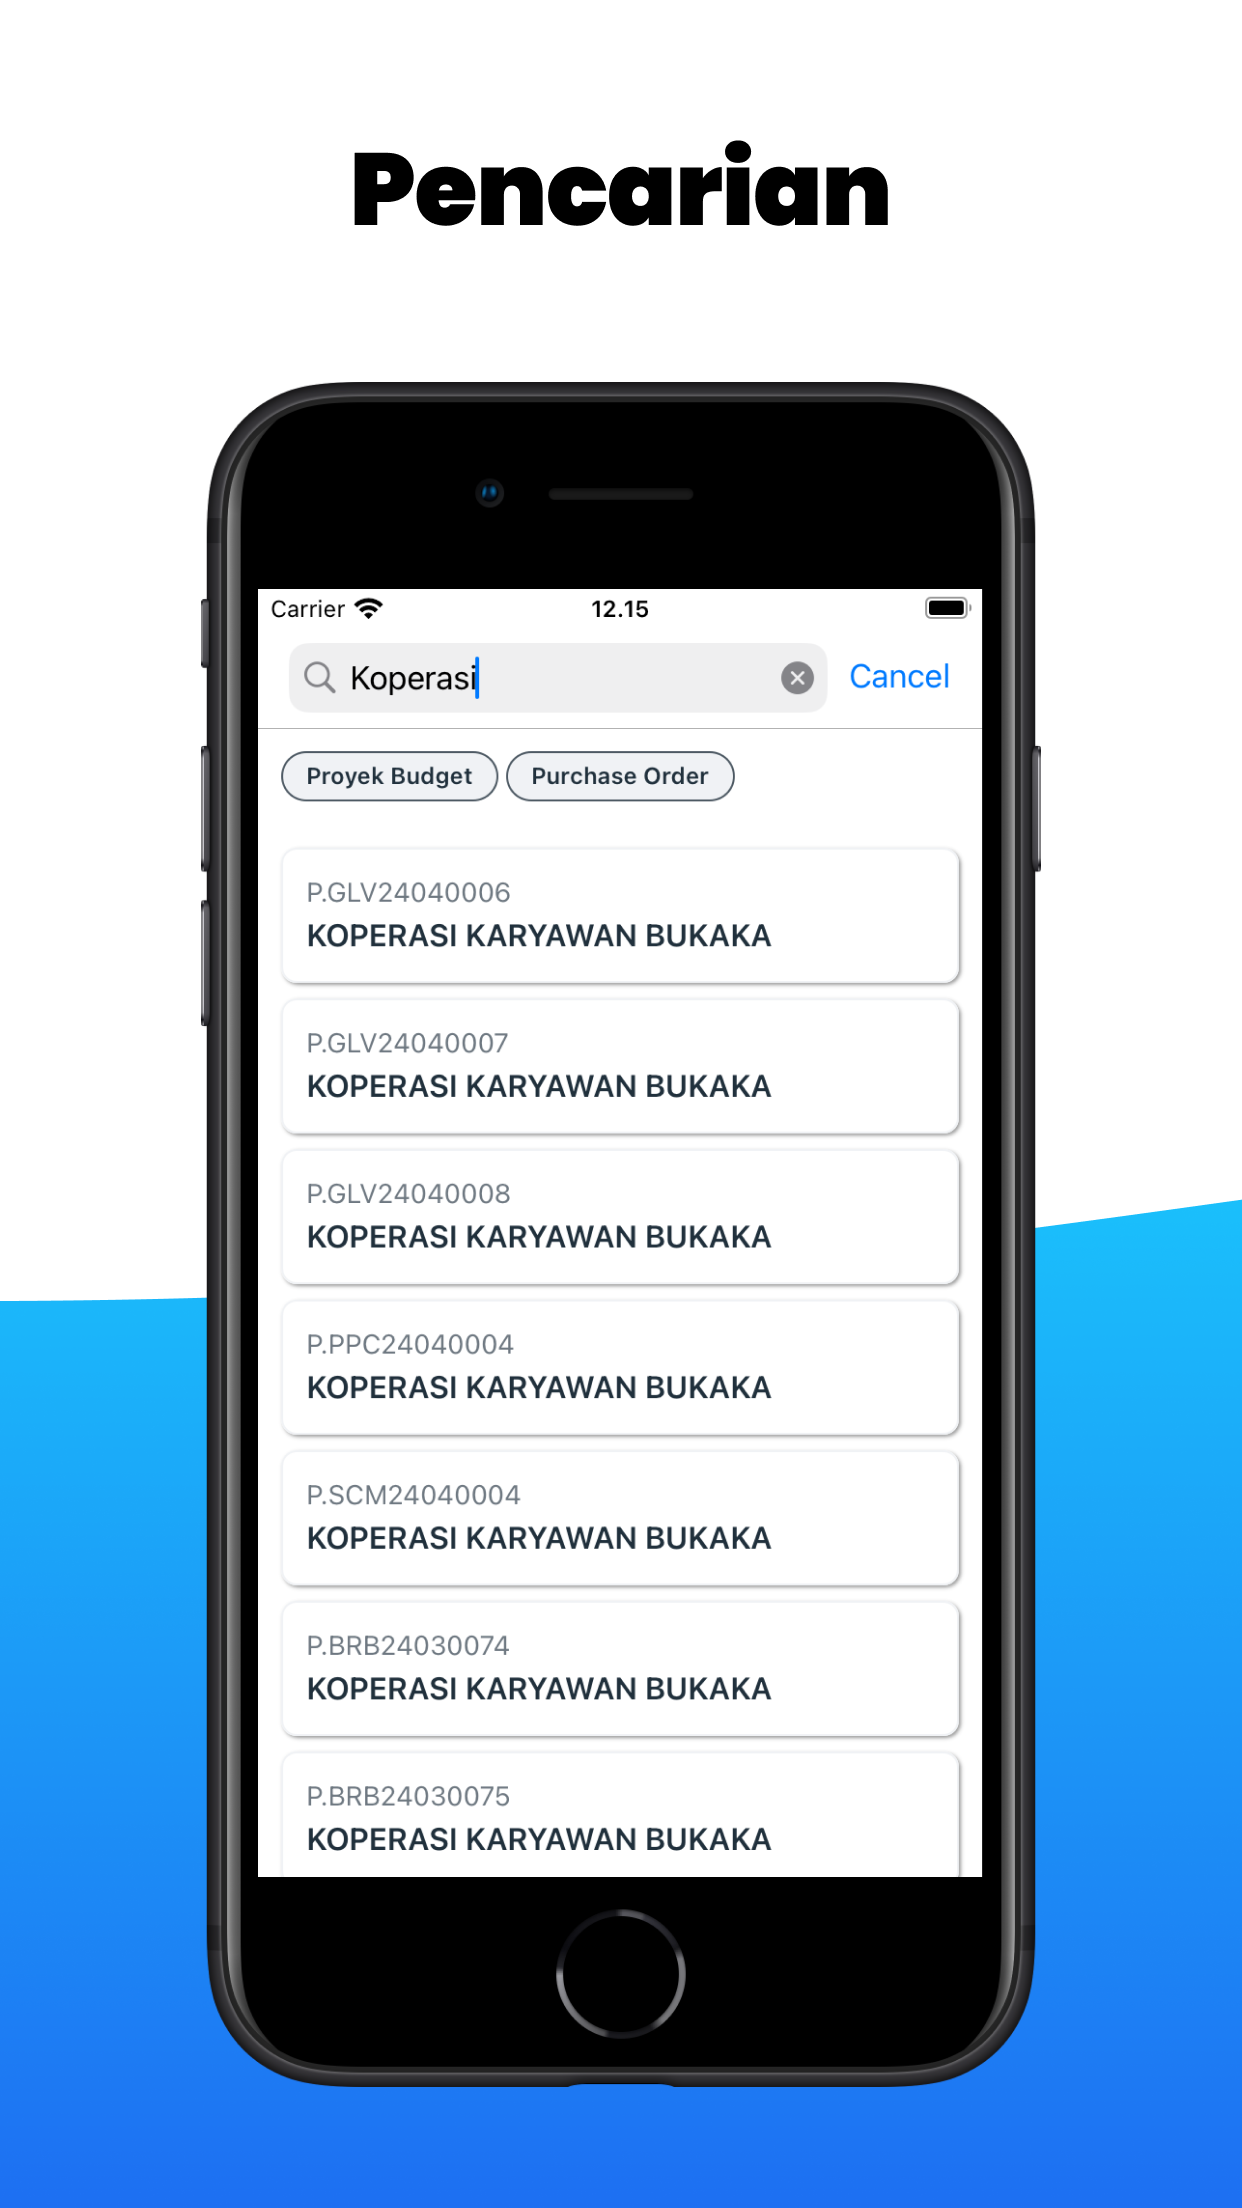 Pencarian
Carrier 12.15
Koperasi Cancel
Proyek Budget Purchase Order
P.GLV24040006
KOPERASI KARYAWAN BUKAKA
P.GLV24040007
KOPERASI KARYAWAN BUKAKA
P.GLV24040008
KOPERASI KARYAWAN BUKAKA
P.PPC24040004
KOPERASI KARYAWAN BUKAKA
P.SCM24040004
KOPERASI KARYAWAN BUKAKA
P.BRB24030074
KOPERASI KARYAWAN BUKAKA
P.BRB24030075
KOPERASI KARYAWAN BUKAKA